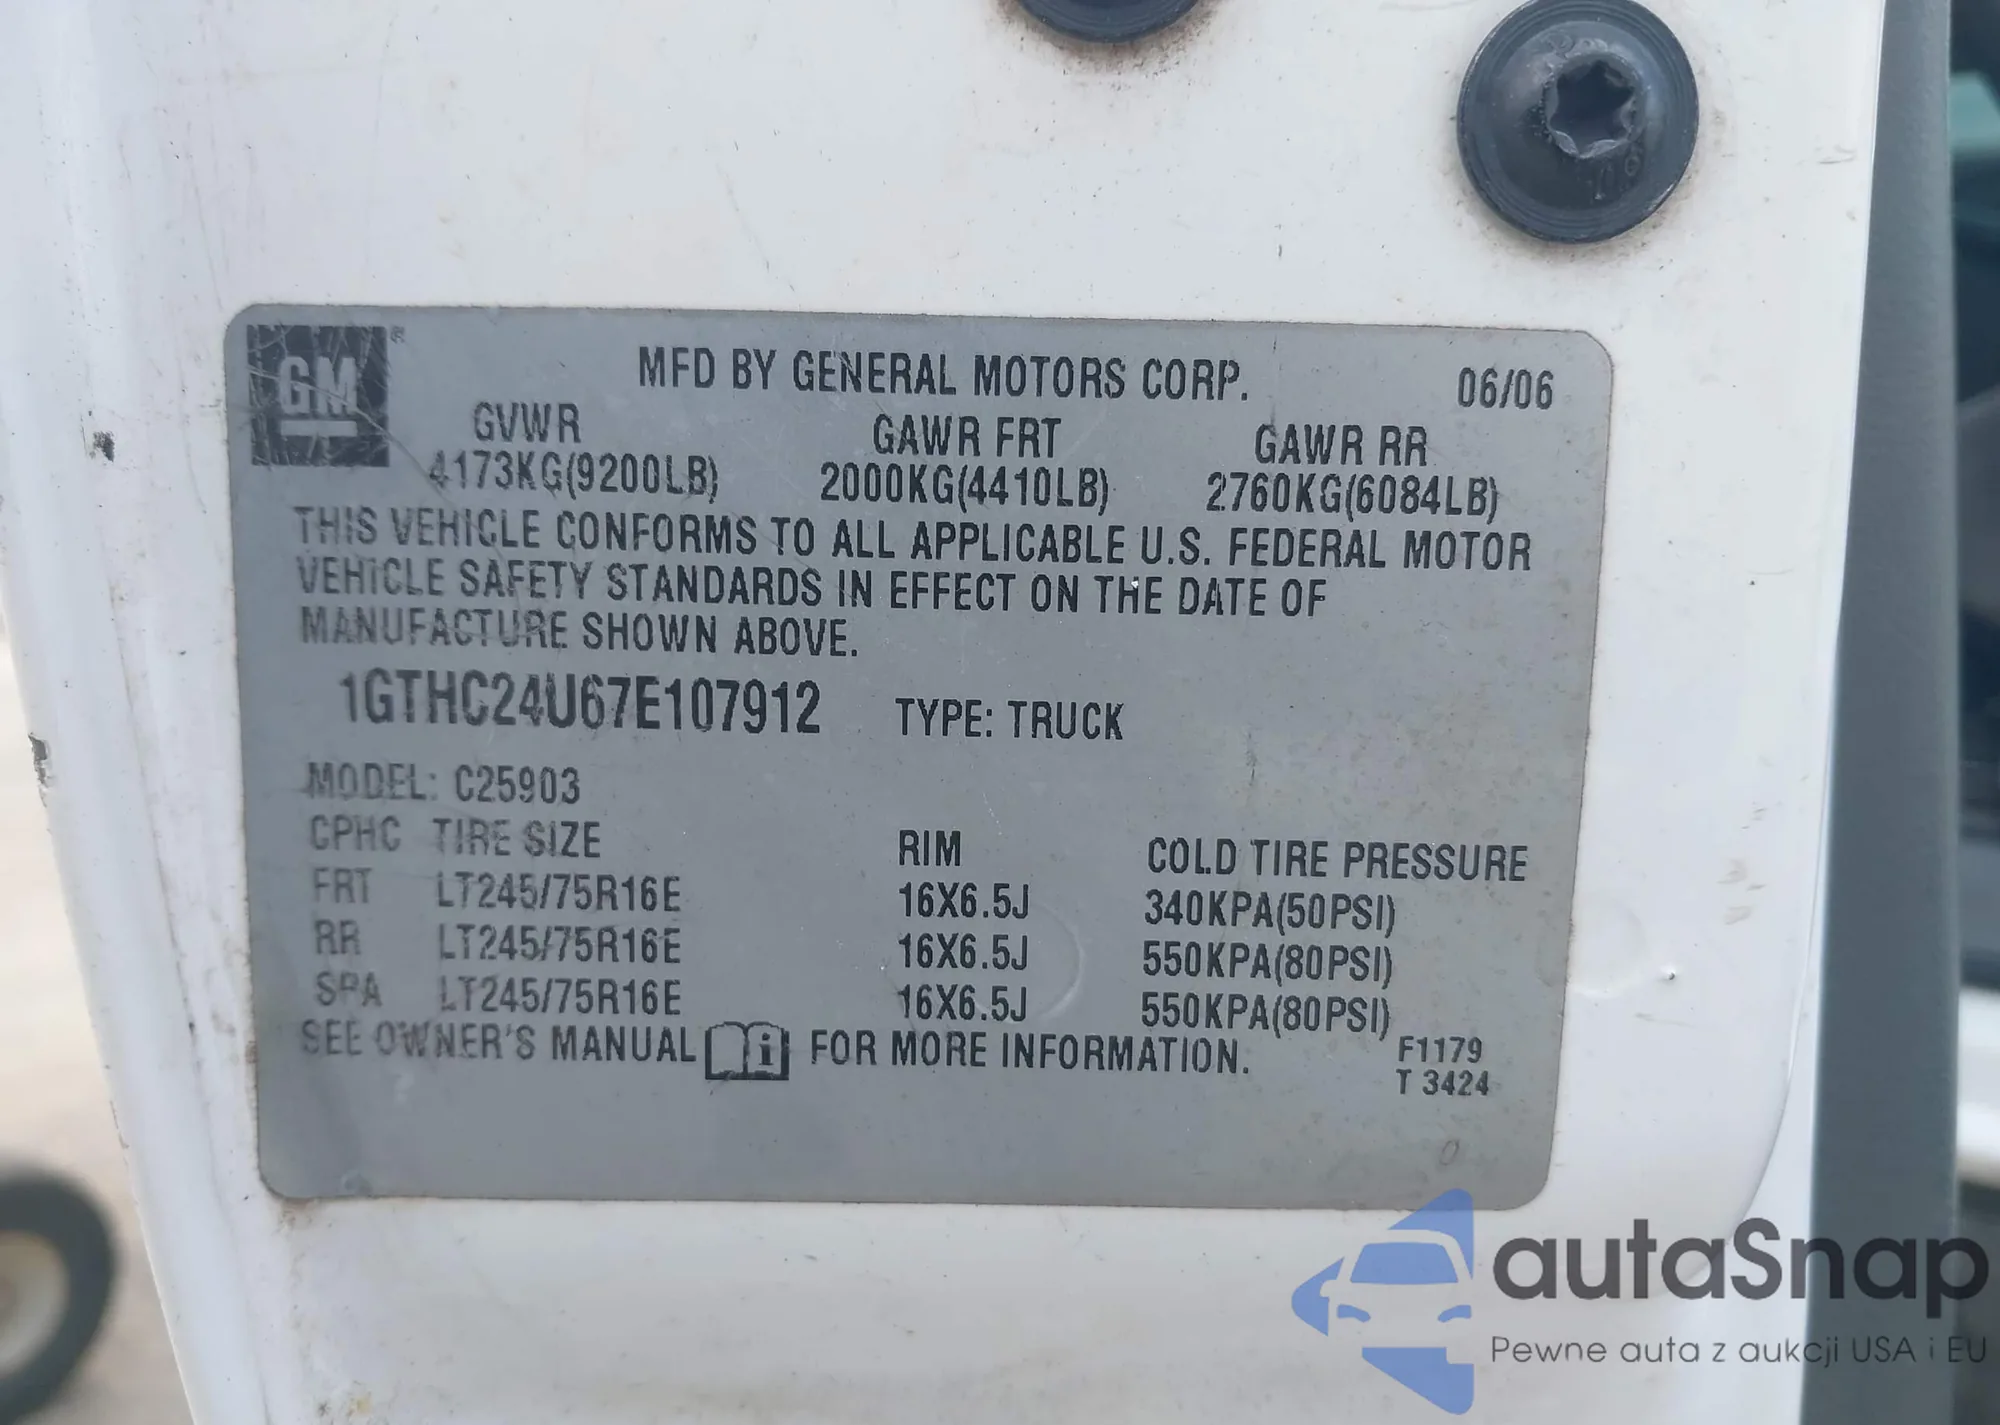 GM®
MFD BY GENERAL MOTORS CORP. 06/06
GVWR GAWR FRT GAWR RR
4173KG(9200LB) 2000KG(4410LB) 2760KG(6084LB)
THIS VEHICLE CONFORMS TO ALL APPLICABLE U.S. FEDERAL MOTOR
VEHICLE SAFETY STANDARDS IN EFFECT ON THE DATE OF
MANUFACTURE SHOWN ABOVE.
1GTHC24U67E107912 TYPE: TRUCK
MODEL: C25903
CPHC TIRE SIZE RIM COLD TIRE PRESSURE
FRT LT245/75R16E 16X6.5J 340KPA(50PSI)
RR LT245/75R16E 16X6.5J 550KPA(80PSI)
SPA LT245/75R16E 16X6.5J 550KPA(80PSI)
SEE OWNER'S MANUAL i FOR MORE INFORMATION.
F1179
T 3424
0
autaSnap
Pewne auta z aukcji USA i EU